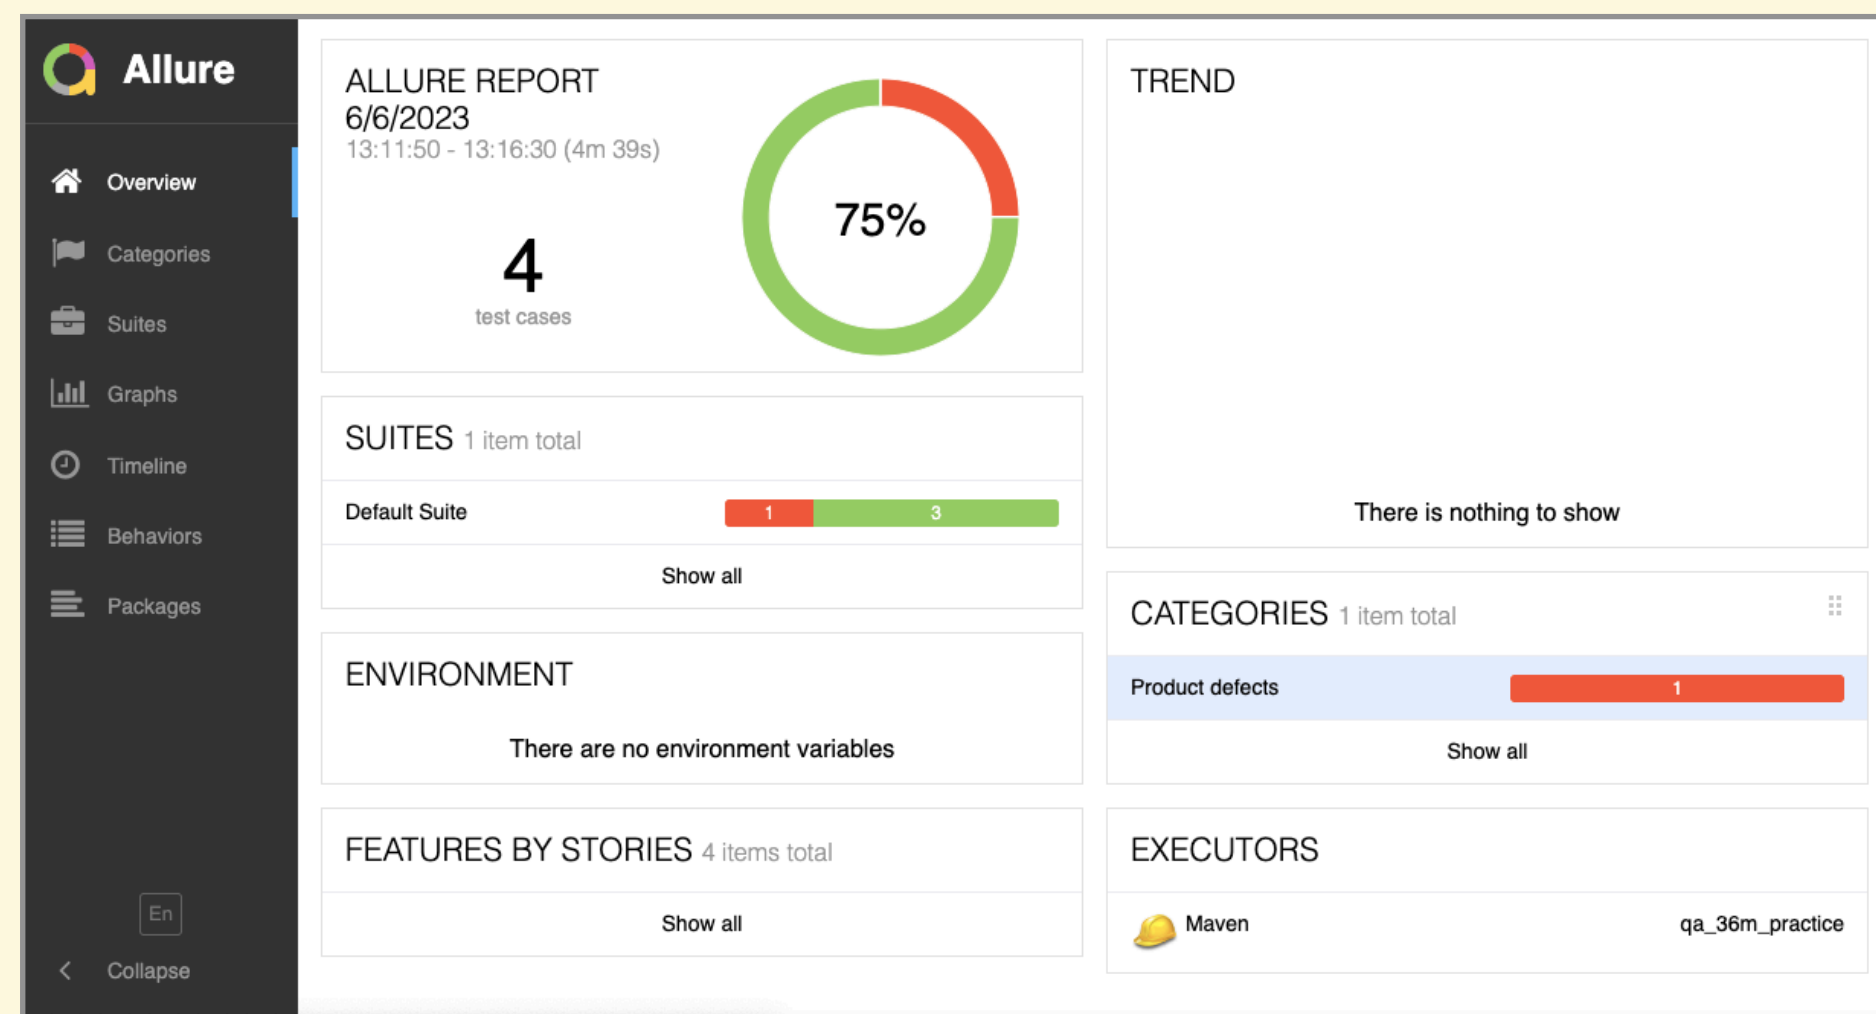 Allure
Overview
Categories
Suites
Graphs
Timeline
Behaviors
Packages
En
Collapse
ALLURE REPORT
6/6/2023
13:11:50 - 13:16:30 (4m 39s)
4
test cases
75%
SUITES 1 item total
Default Suite 1 3
Show all
ENVIRONMENT
There are no environment variables
FEATURES BY STORIES 4 items total
Show all
TREND
There is nothing to show
CATEGORIES 1 item total
Product defects 1
Show all
EXECUTORS
Maven qa_36m_practice